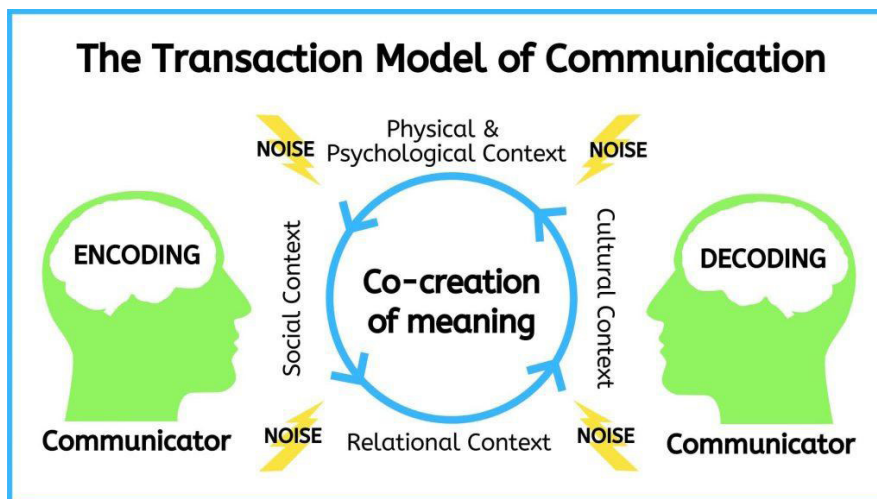 The Transaction Model of Communication
NOISE
Physical &
Psychological Context
NOISE
ENCODING
Social Context
Co-creation
of meaning
Cultural Context
DECODING
Communicator
NOISE
Relational Context
NOISE
Communicator